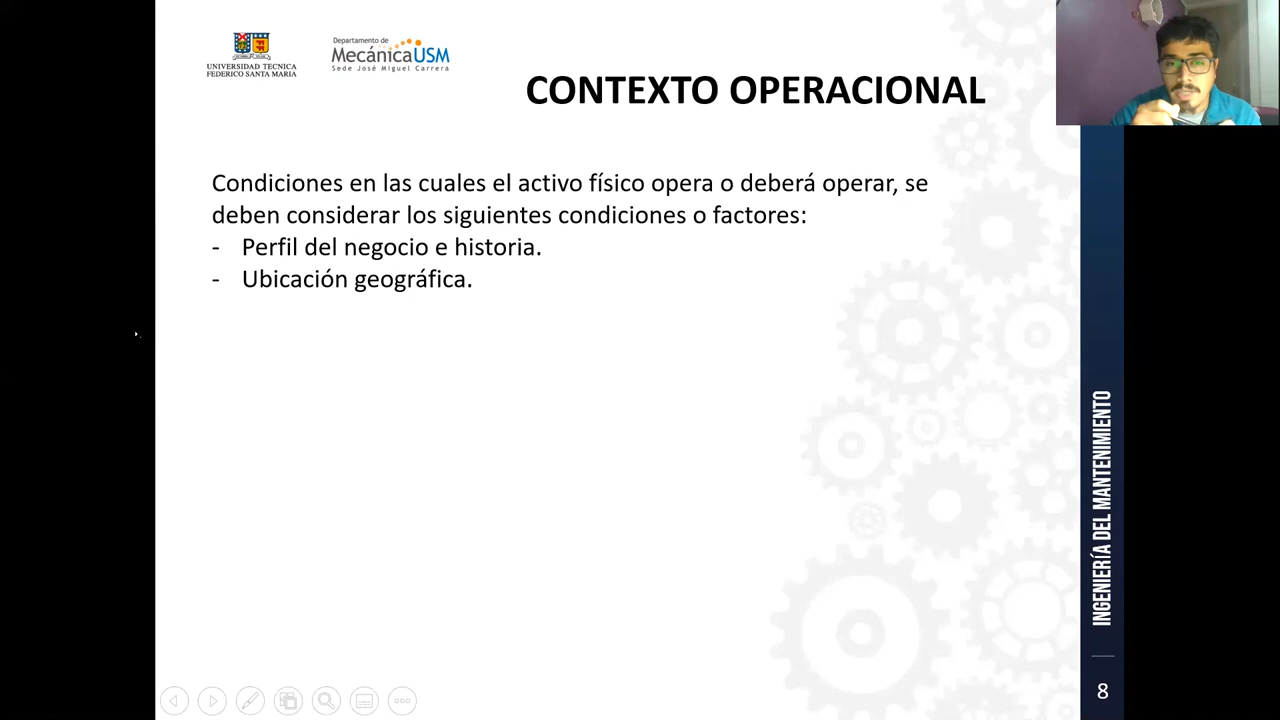 UNIVERSIDAD TECNICA
FEDERICO SANTA MARIA
Departamento de
MecánicaUSM
Sede José Miguel Carrera
CONTEXTO OPERACIONAL
Condiciones en las cuales el activo físico opera o deberá operar, se
deben considerar los siguientes condiciones o factores:
- Perfil del negocio e historia.
- Ubicación geográfica.
INGENIERÍA DEL MANTENIMIENTO
8